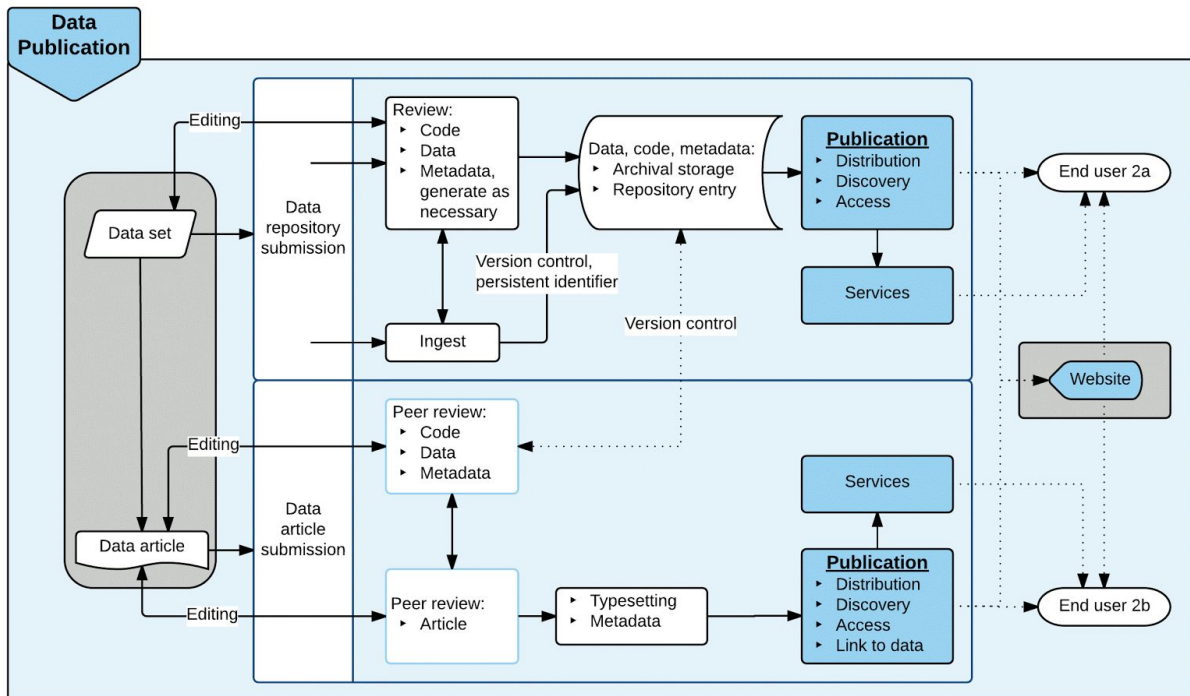 Data
Publication
Editing
Review:
‣ Code
‣ Data
‣ Metadata,
generate as
necessary
Data, code, metadata:
‣ Archival storage
‣ Repository entry
Publication
‣ Distribution
‣ Discovery
‣ Access
End user 2a
Data set
Data
repository
submission
Version control,
persistent identifier
Services
Version control
Ingest
Website
Peer review:
‣ Code
‣ Data
‣ Metadata
Editing
Services
Data article
Data
article
submission
Publication
‣ Distribution
‣ Discovery
‣ Access
‣ Link to data
Editing
Peer review:
‣ Article
‣ Typesetting
‣ Metadata
End user 2b